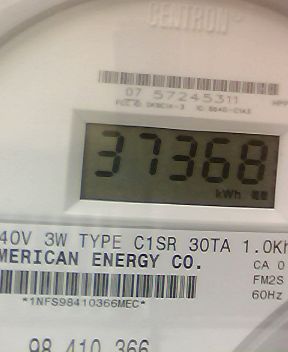 CENTRON
07 57245311
37368
kWh
40V 3W TYPE C1SR 30TA 1.0Kh
MERICAN ENERGY CO.
CA 0
FM2S
*1NFS98410366MEC*
60Hz
98 410 366